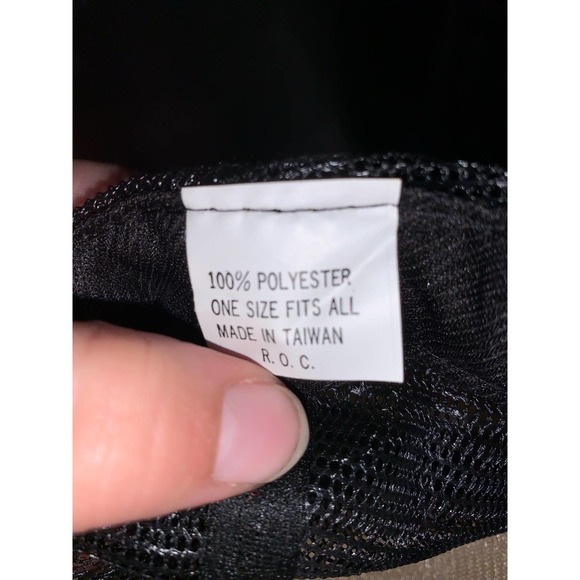 100% POLYESTER
ONE SIZE FITS ALL
MADE IN TAIWAN
R. O. C.